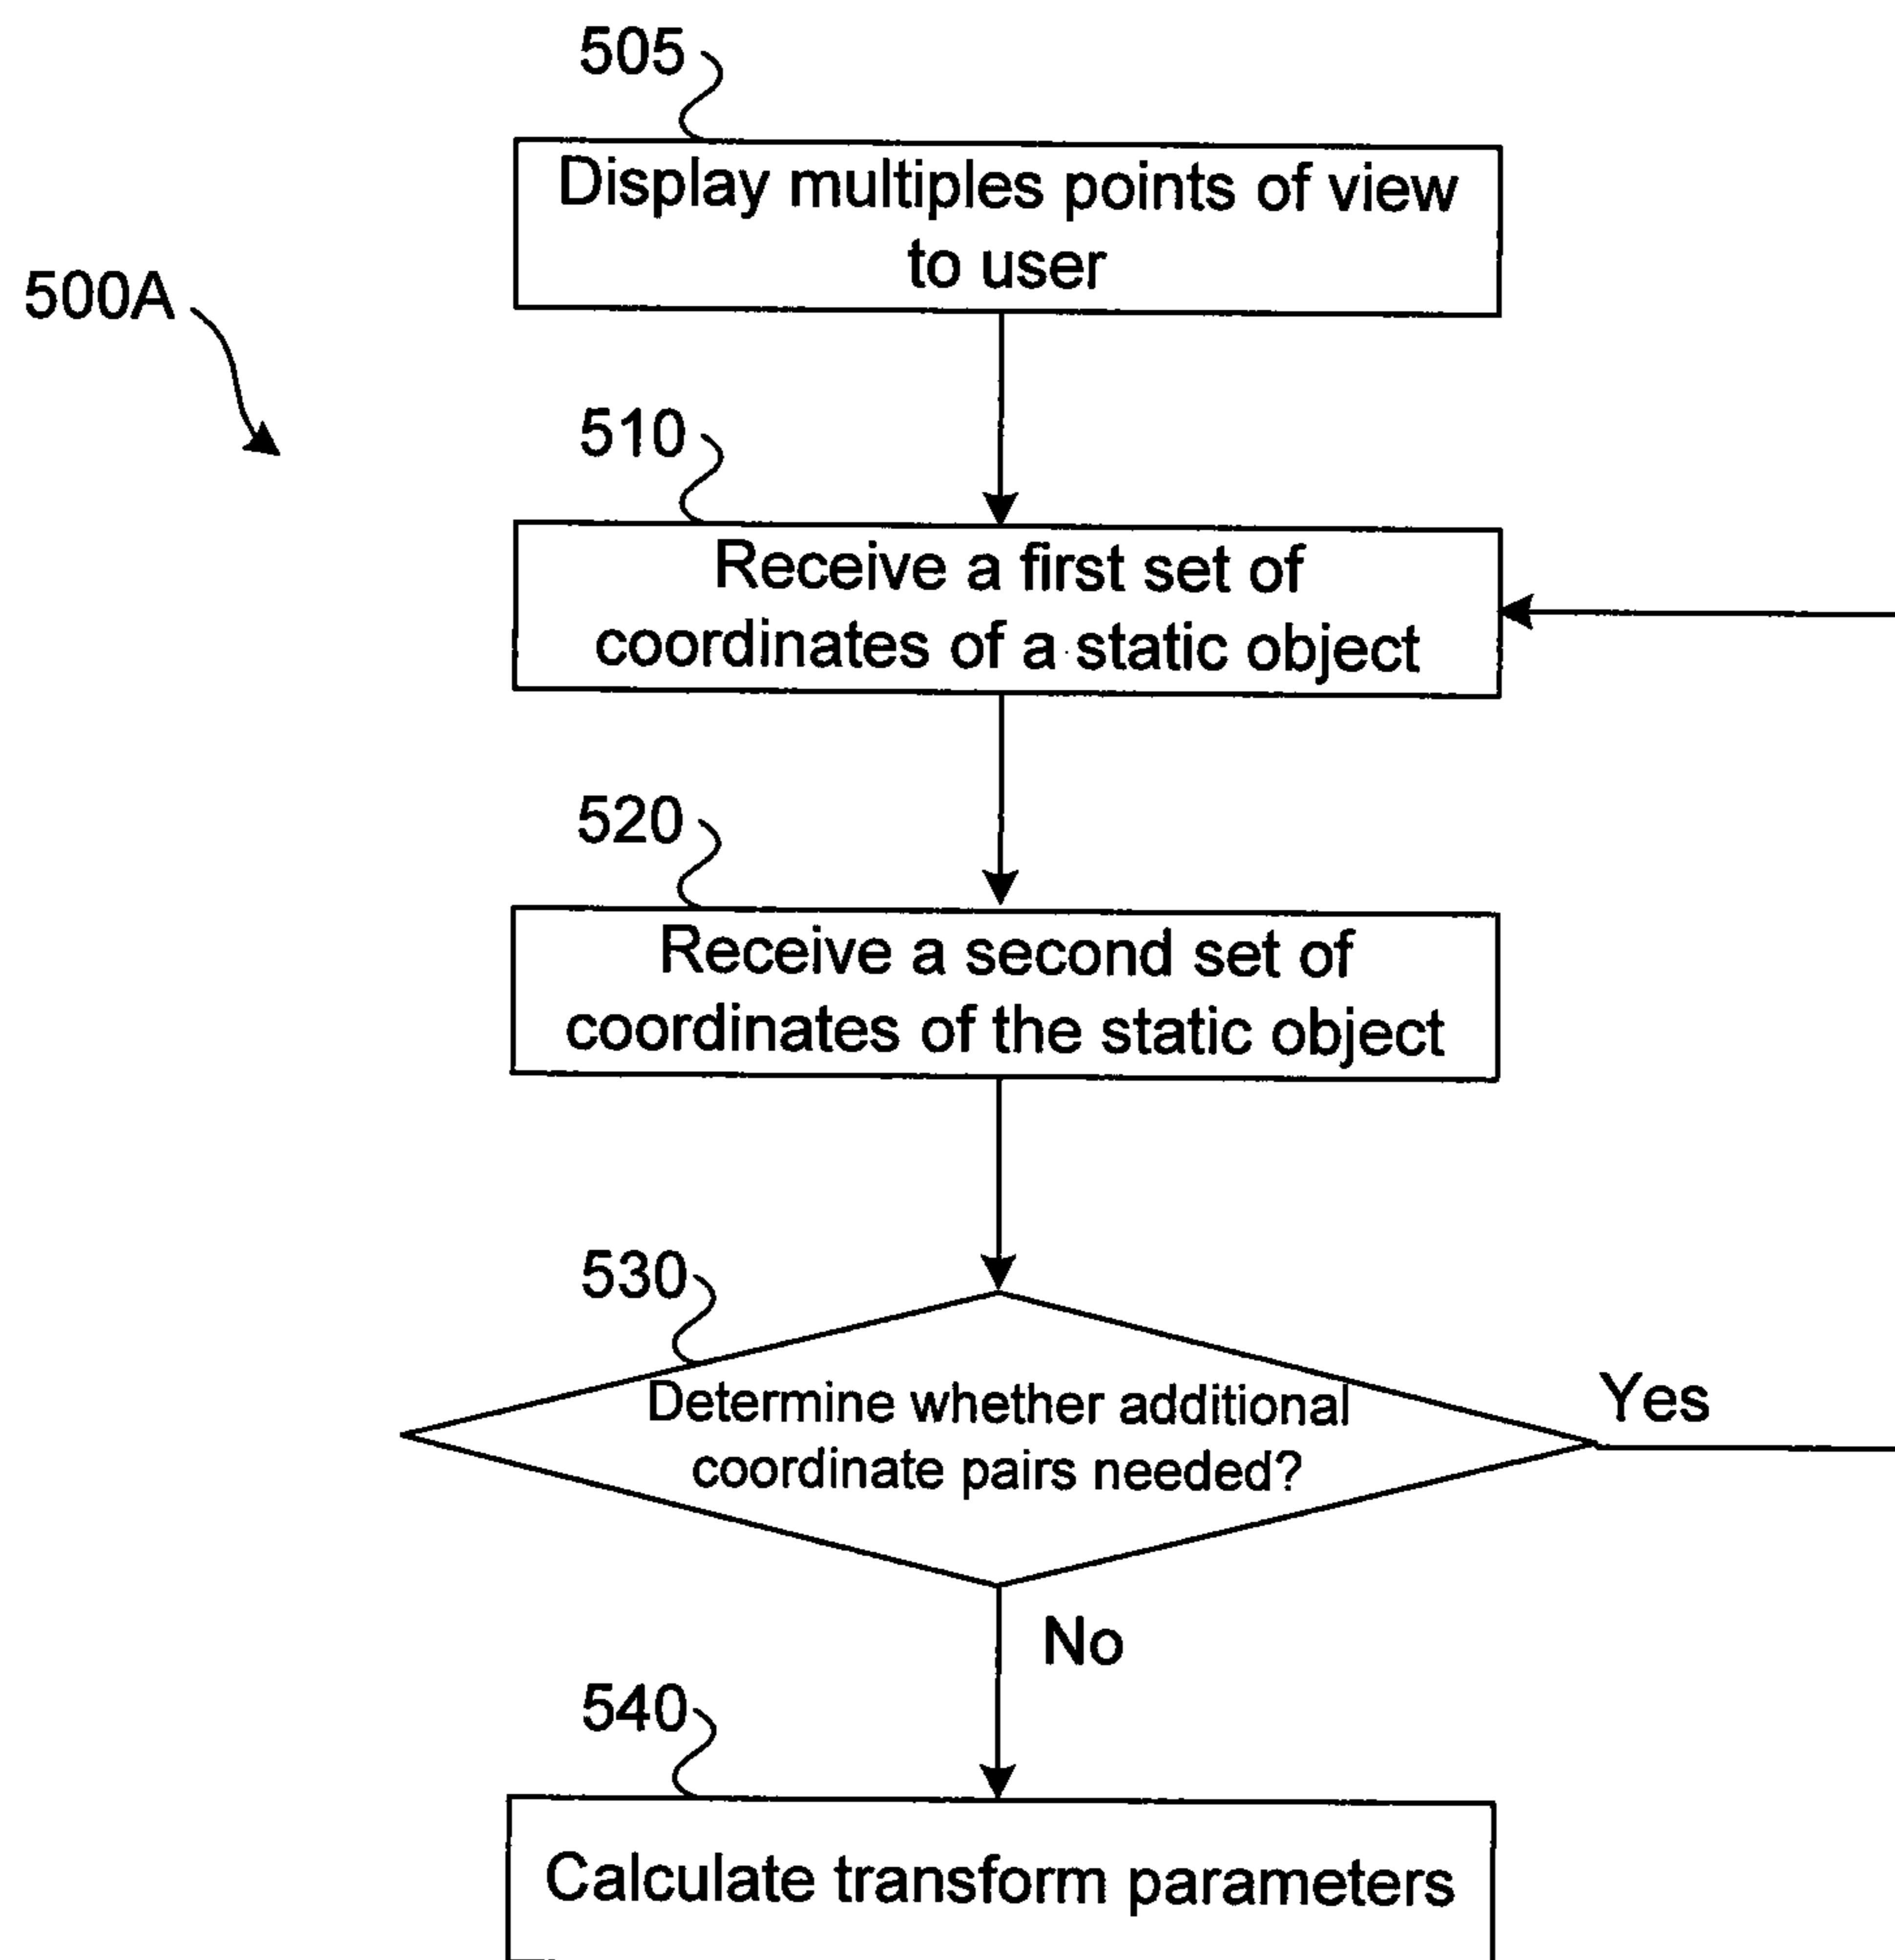 505
Display multiples points of view
to user
500A
510
Receive a first set of
coordinates of a static object
520
Receive a second set of
coordinates of the static object
530
Determine whether additional
coordinate pairs needed?
Yes
No
540
Calculate transform parameters